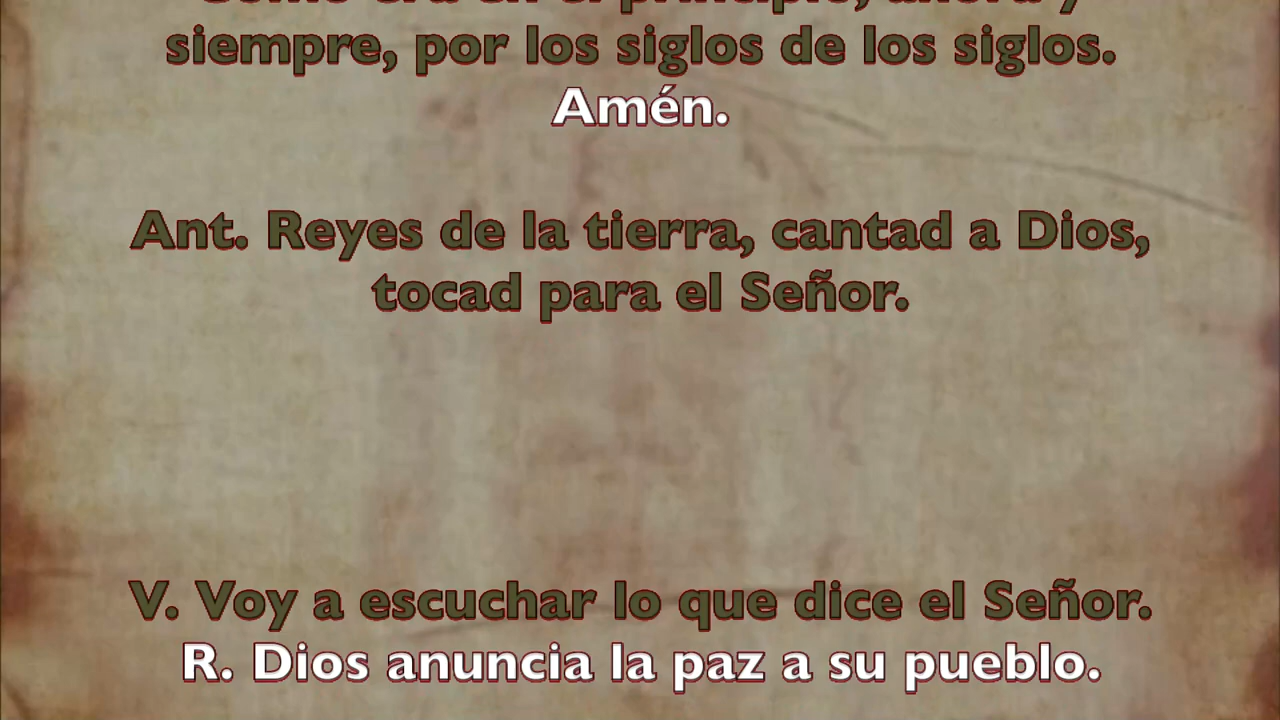 Como era en el principio, ahora y
siempre, por los siglos de los siglos.
Amén.
Ant. Reyes de la tierra, cantad a Dios,
tocad para el Señor.
V. Voy a escuchar lo que dice el Señor.
R. Dios anuncia la paz a su pueblo.